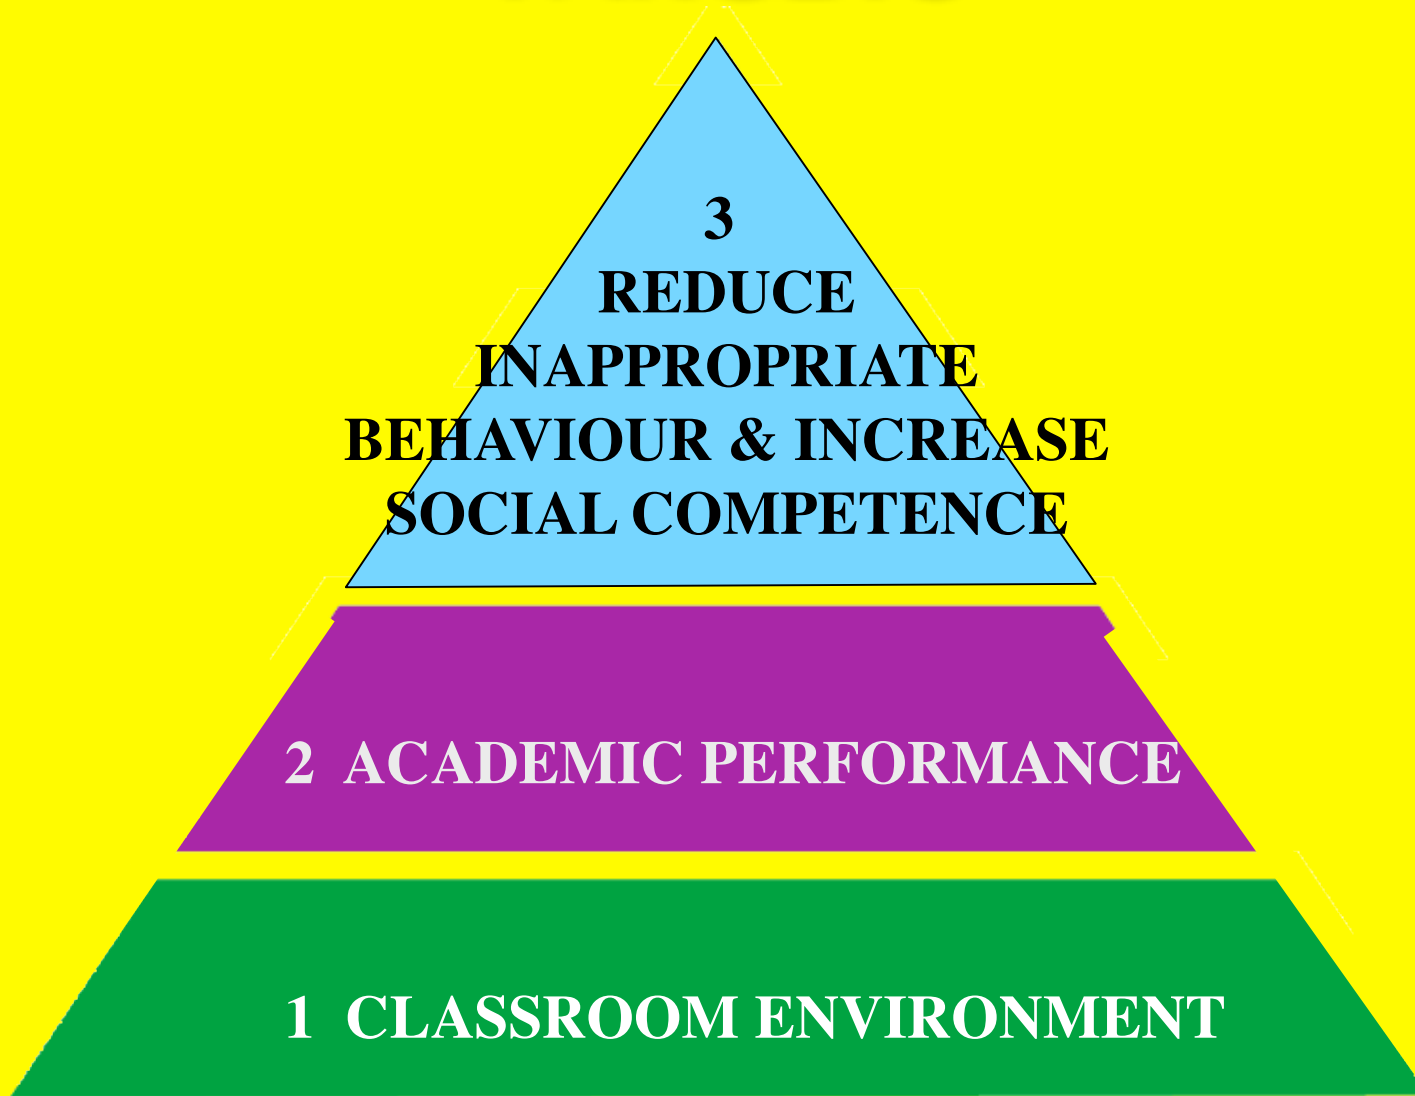 3
REDUCE
INAPPROPRIATE
BEHAVIOUR & INCREASE
SOCIAL COMPETENCE
2 ACADEMIC PERFORMANCE
1 CLASSROOM ENVIRONMENT